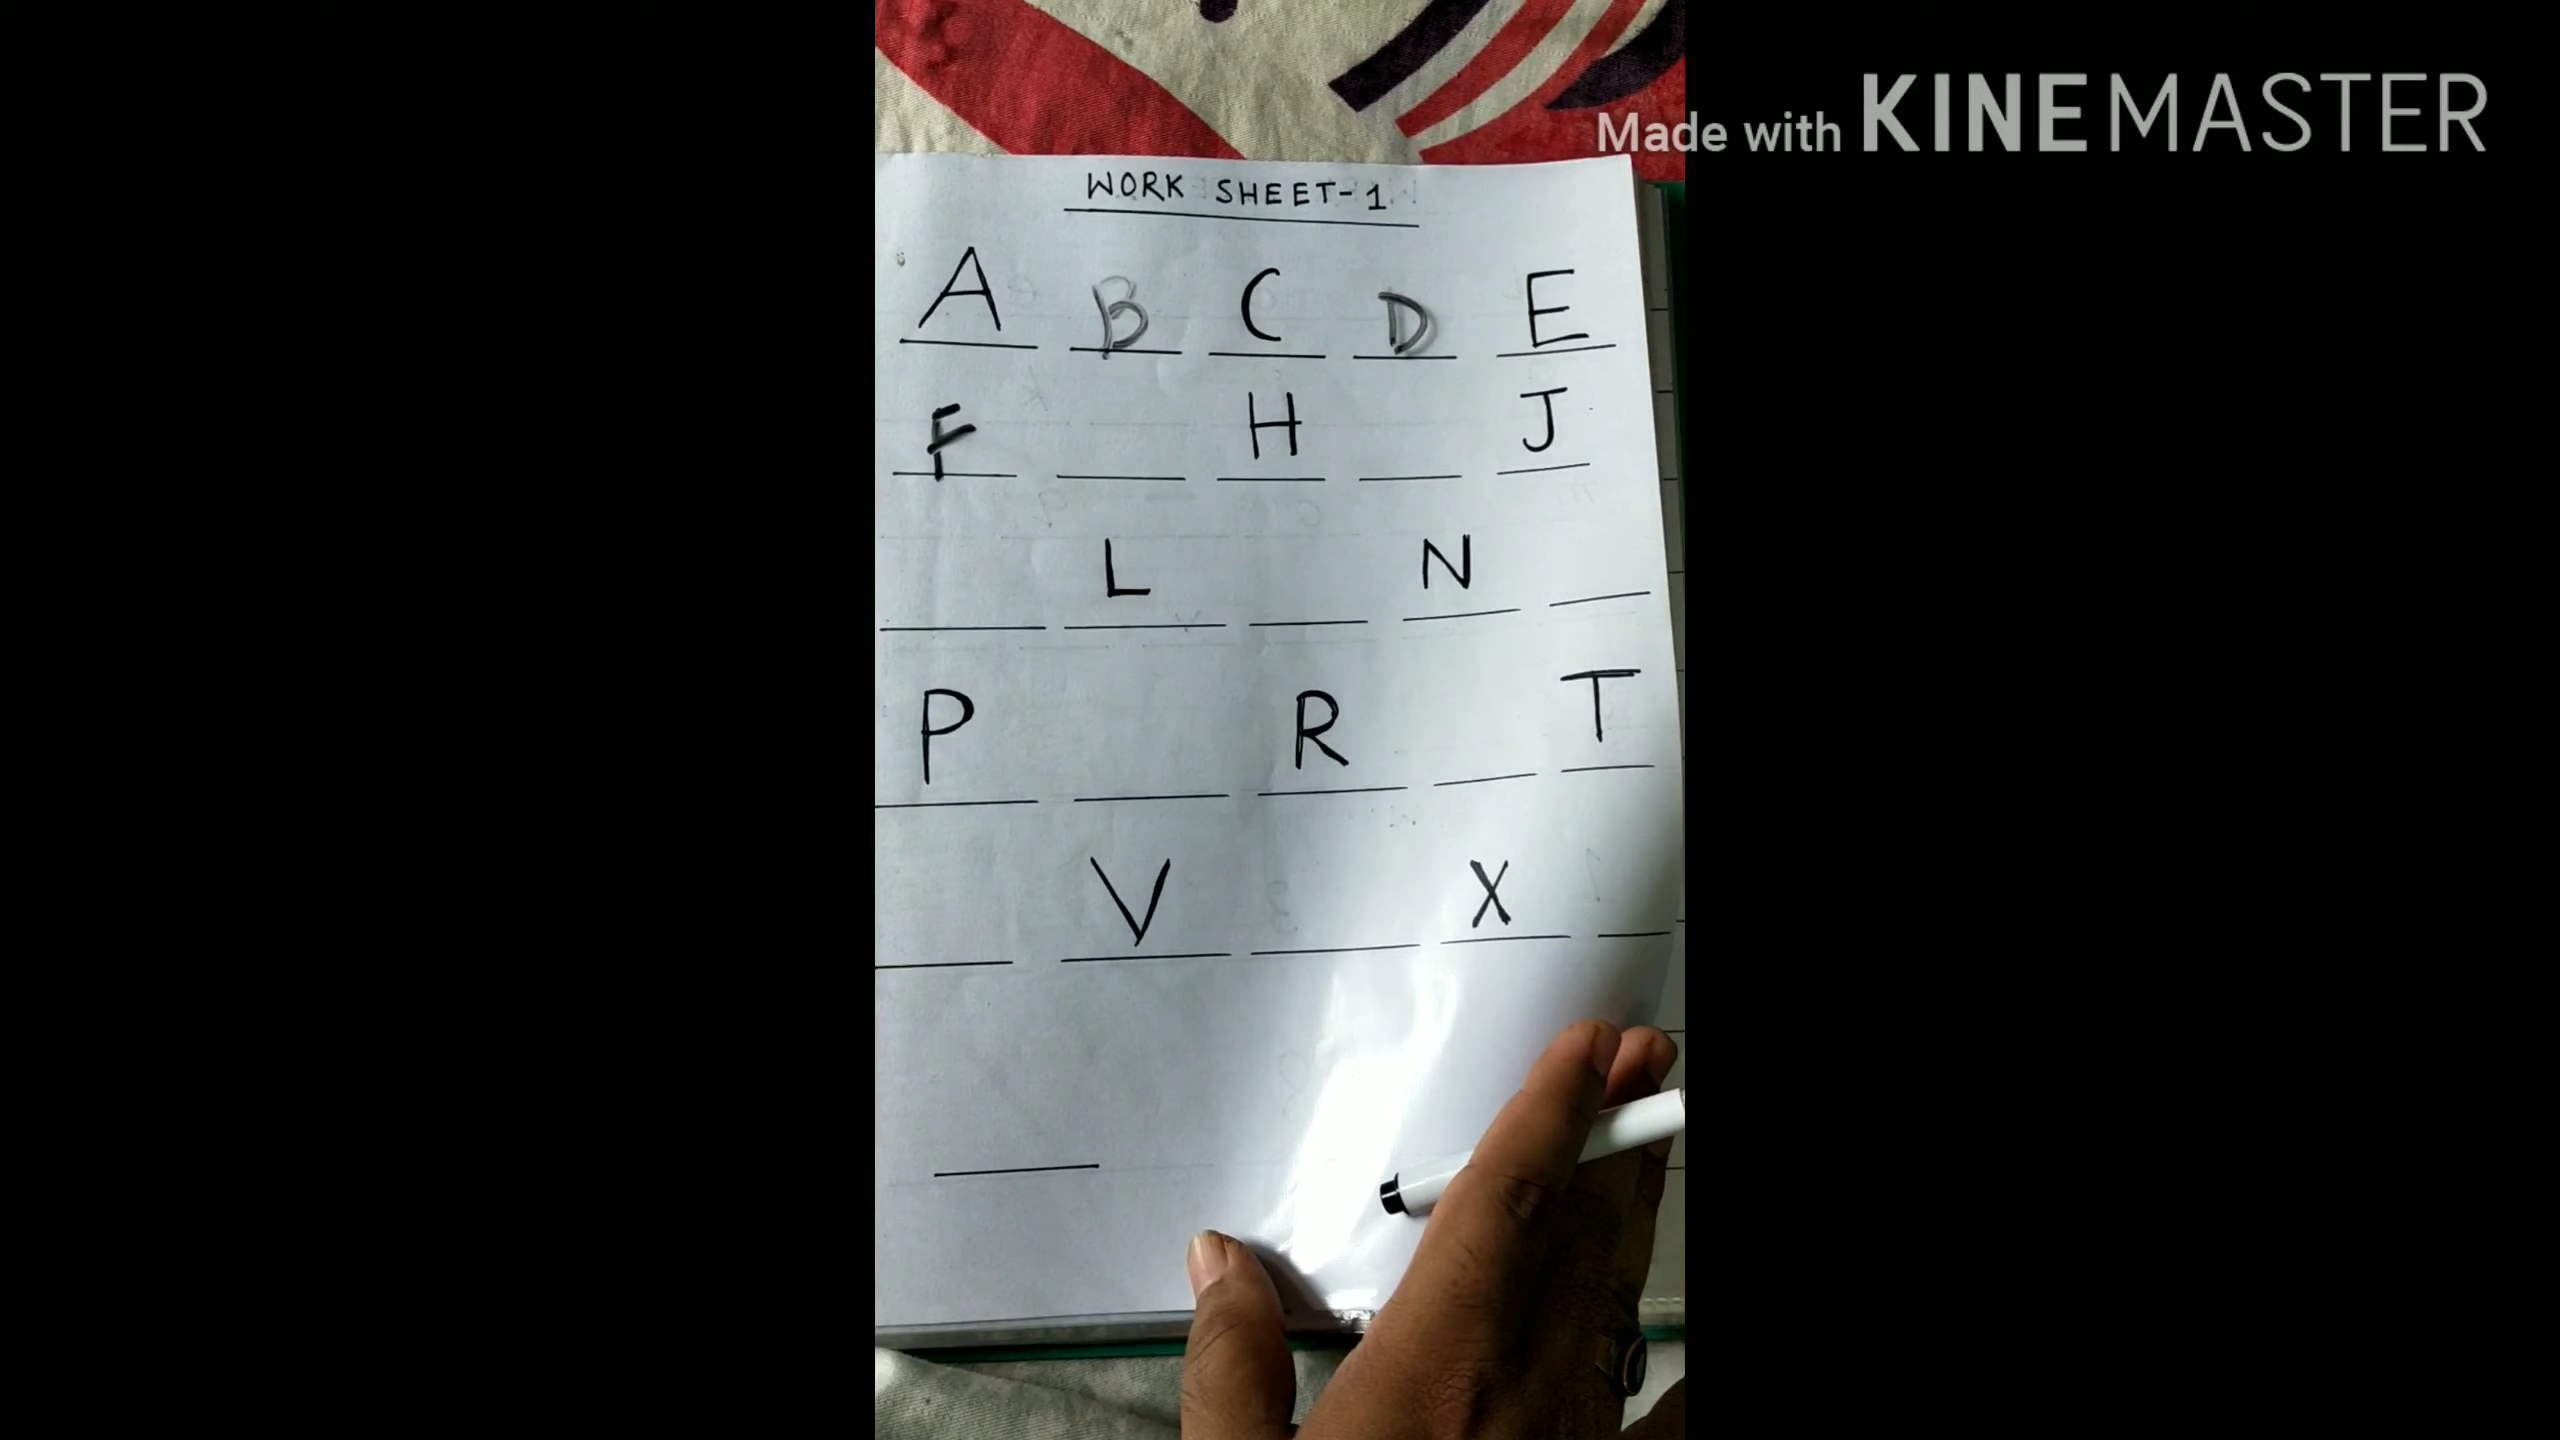 Made with KINEMASTER
WORK SHEET-1
A B C D E
F H J
L N
P R T
V X